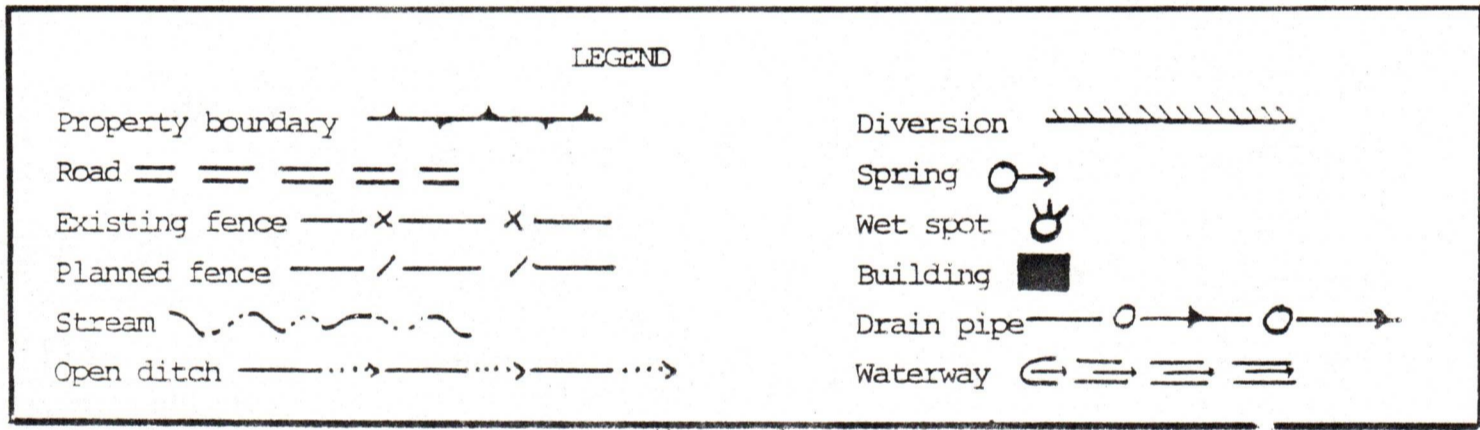 LEGEND
Property boundary
Road
Existing fence
Planned fence
Stream
Open ditch
Diversion
Spring
Wet spot
Building
Drain pipe
Waterway